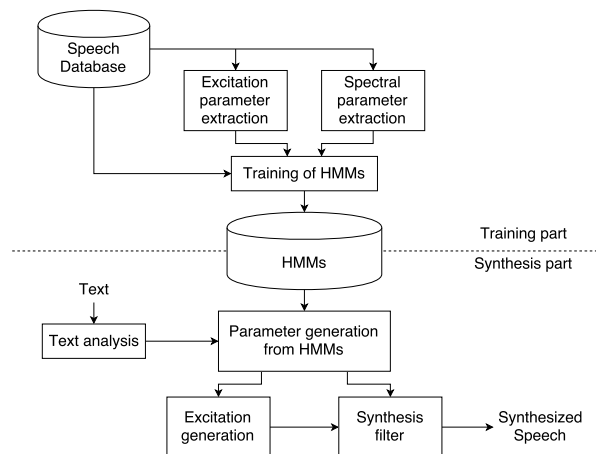 Speech
Database
Excitation
parameter
extraction
Spectral
parameter
extraction
Training of HMMs
Training part
HMMs
Synthesis part
Text
Text analysis
Parameter generation
from HMMs
Excitation
generation
Synthesis
filter
Synthesized
Speech